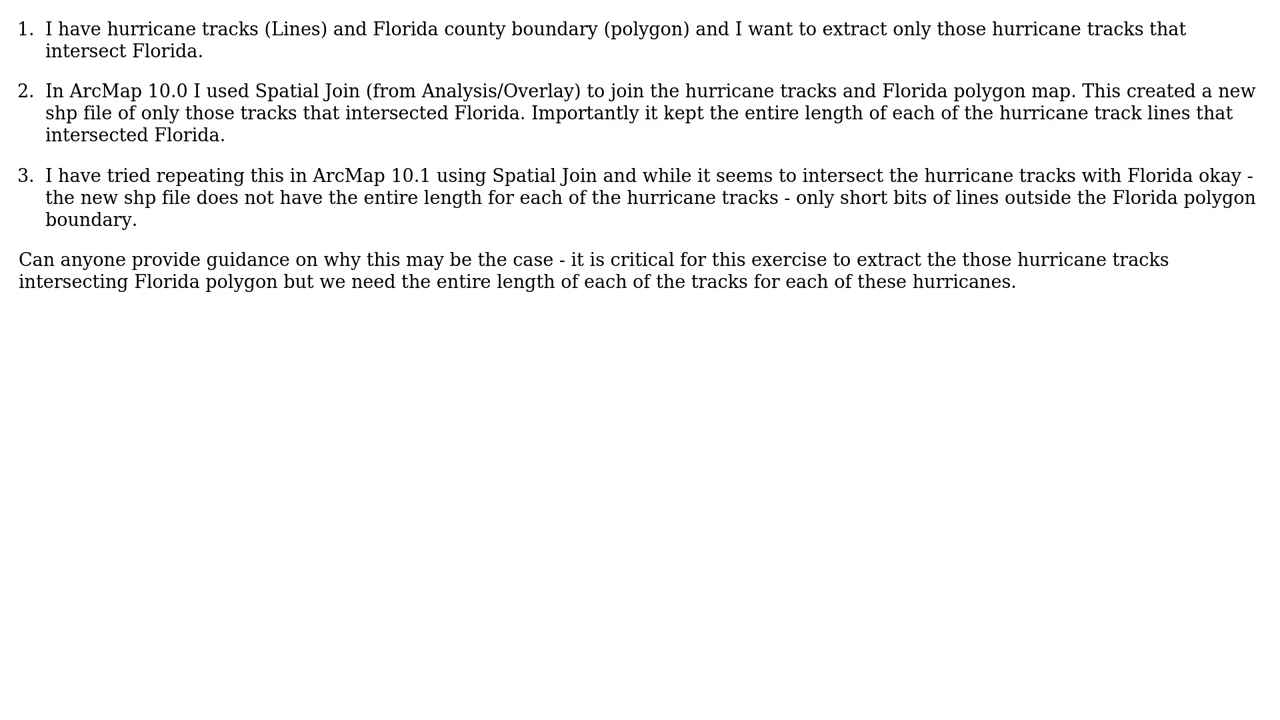 1. I have hurricane tracks (Lines) and Florida county boundary (polygon) and I want to extract only those hurricane tracks that
intersect Florida.
2. In ArcMap 10.0 I used Spatial Join (from Analysis/Overlay) to join the hurricane tracks and Florida polygon map. This created a new
shp file of only those tracks that intersected Florida. Importantly it kept the entire length of each of the hurricane track lines that
intersected Florida.
3. I have tried repeating this in ArcMap 10.1 using Spatial Join and while it seems to intersect the hurricane tracks with Florida okay -
the new shp file does not have the entire length for each of the hurricane tracks - only short bits of lines outside the Florida polygon
boundary.
Can anyone provide guidance on why this may be the case - it is critical for this exercise to extract the those hurricane tracks
intersecting Florida polygon but we need the entire length of each of the tracks for each of these hurricanes.